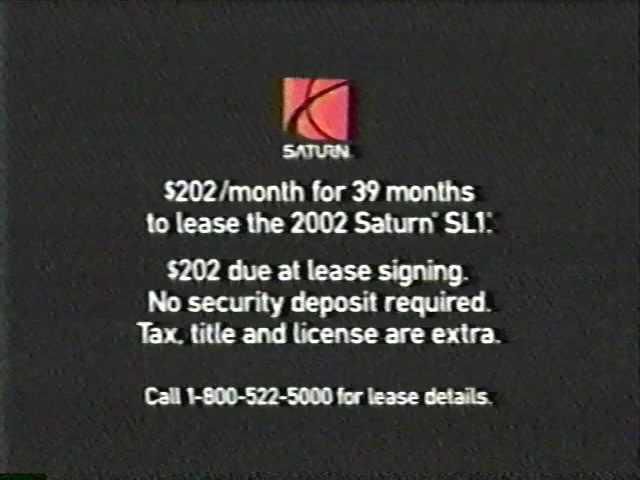 SATURN.
$202/month for 39 months
to lease the 2002 Saturn® SL1*.
$202 due at lease signing.
No security deposit required.
Tax, title and license are extra.
Call 1-800-522-5000 for lease details.